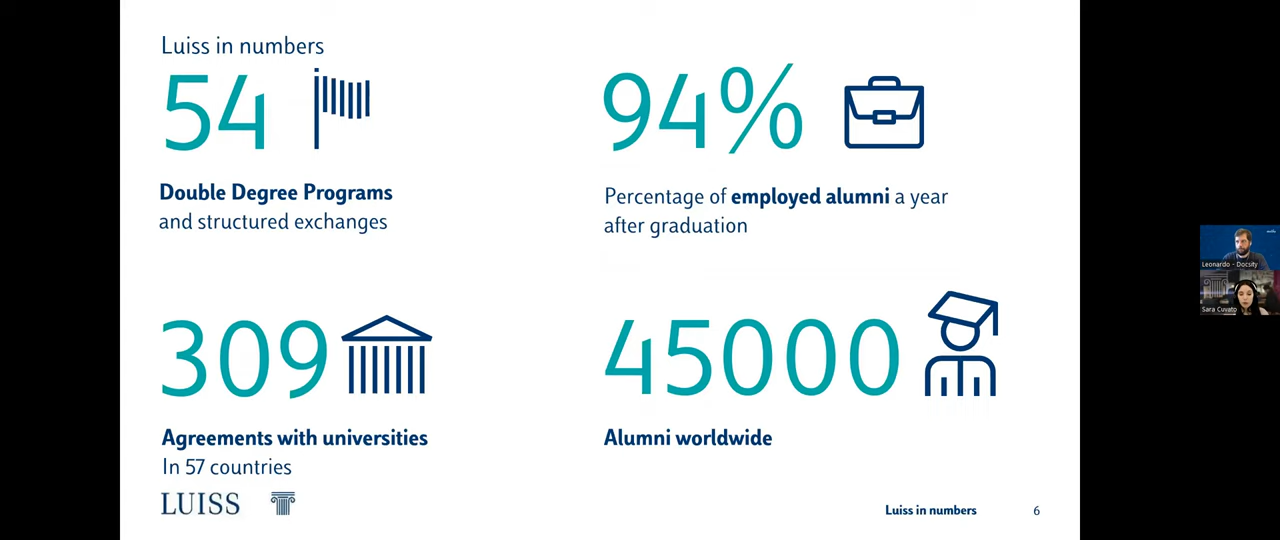 Luiss in numbers
54
Double Degree Programs
and structured exchanges
94%
Percentage of employed alumni a year
after graduation
309
Agreements with universities
In 57 countries
45000
Alumni worldwide
LUISS
Luiss in numbers
6
Leonardo - Docsity
Sara Cuvato